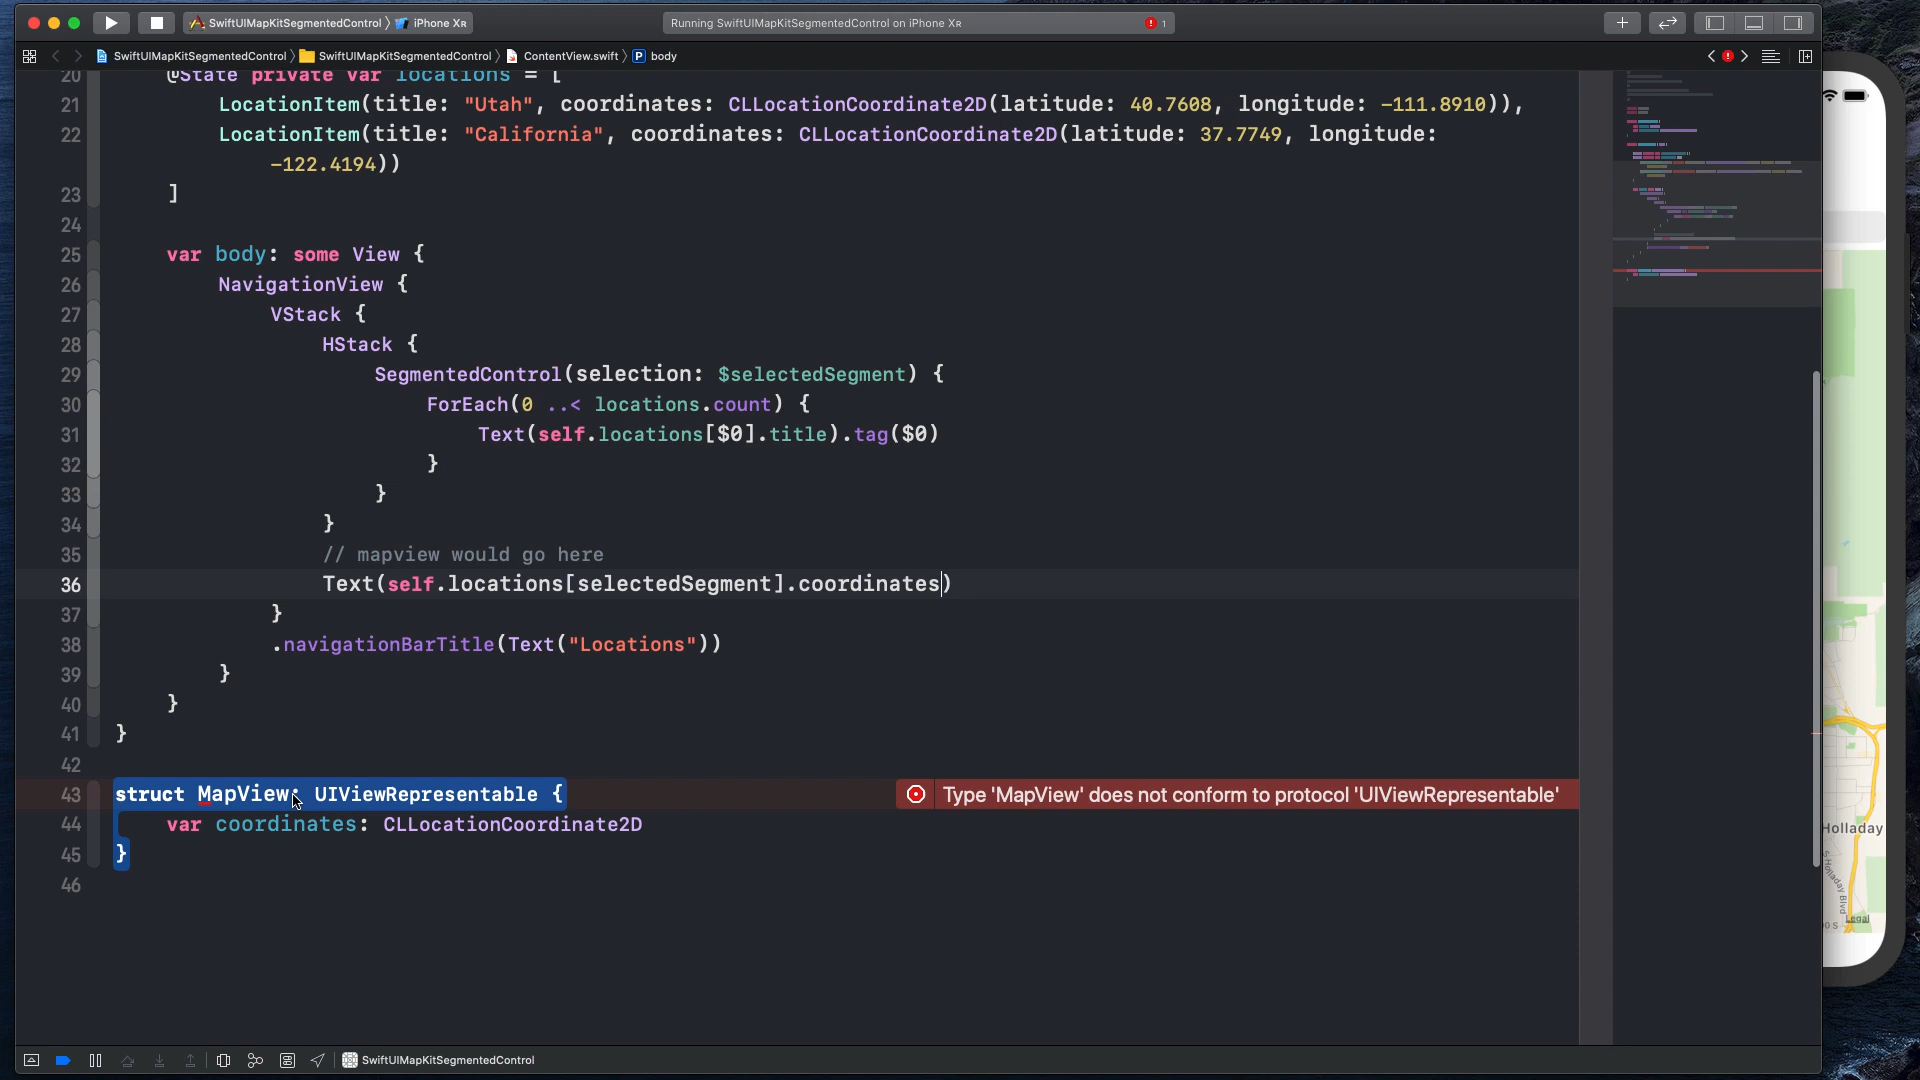 SwiftUIMapKitSegmentedControl 〉 iPhone XR
Running SwiftUIMapKitSegmentedControl on iPhone XR
1
SwiftUIMapKitSegmentedControl 〉 SwiftUIMapKitSegmentedControl 〉 ContentView.swift 〉 P body
20 @State private var locations = [
21 LocationItem(title: "Utah", coordinates: CLLocationCoordinate2D(latitude: 40.7608, longitude: -111.8910)),
22 LocationItem(title: "California", coordinates: CLLocationCoordinate2D(latitude: 37.7749, longitude:
-122.4194))
23 ]
24
25 var body: some View {
26 NavigationView {
27 VStack {
28 HStack {
29 SegmentedControl(selection: $selectedSegment) {
30 ForEach(0 ..< locations.count) {
31 Text(self.locations[$0].title).tag($0)
32 }
33 }
34 }
35 // mapview would go here
36 Text(self.locations[selectedSegment].coordinates)
37 }
38 .navigationBarTitle(Text("Locations"))
39 }
40 }
41 }
42
43 struct MapView: UIViewRepresentable {
Type 'MapView' does not conform to protocol 'UIViewRepresentable'
44 var coordinates: CLLocationCoordinate2D
45 }
46
Holladay
S Holladay Blvd
Legal
SwiftUIMapKitSegmentedControl